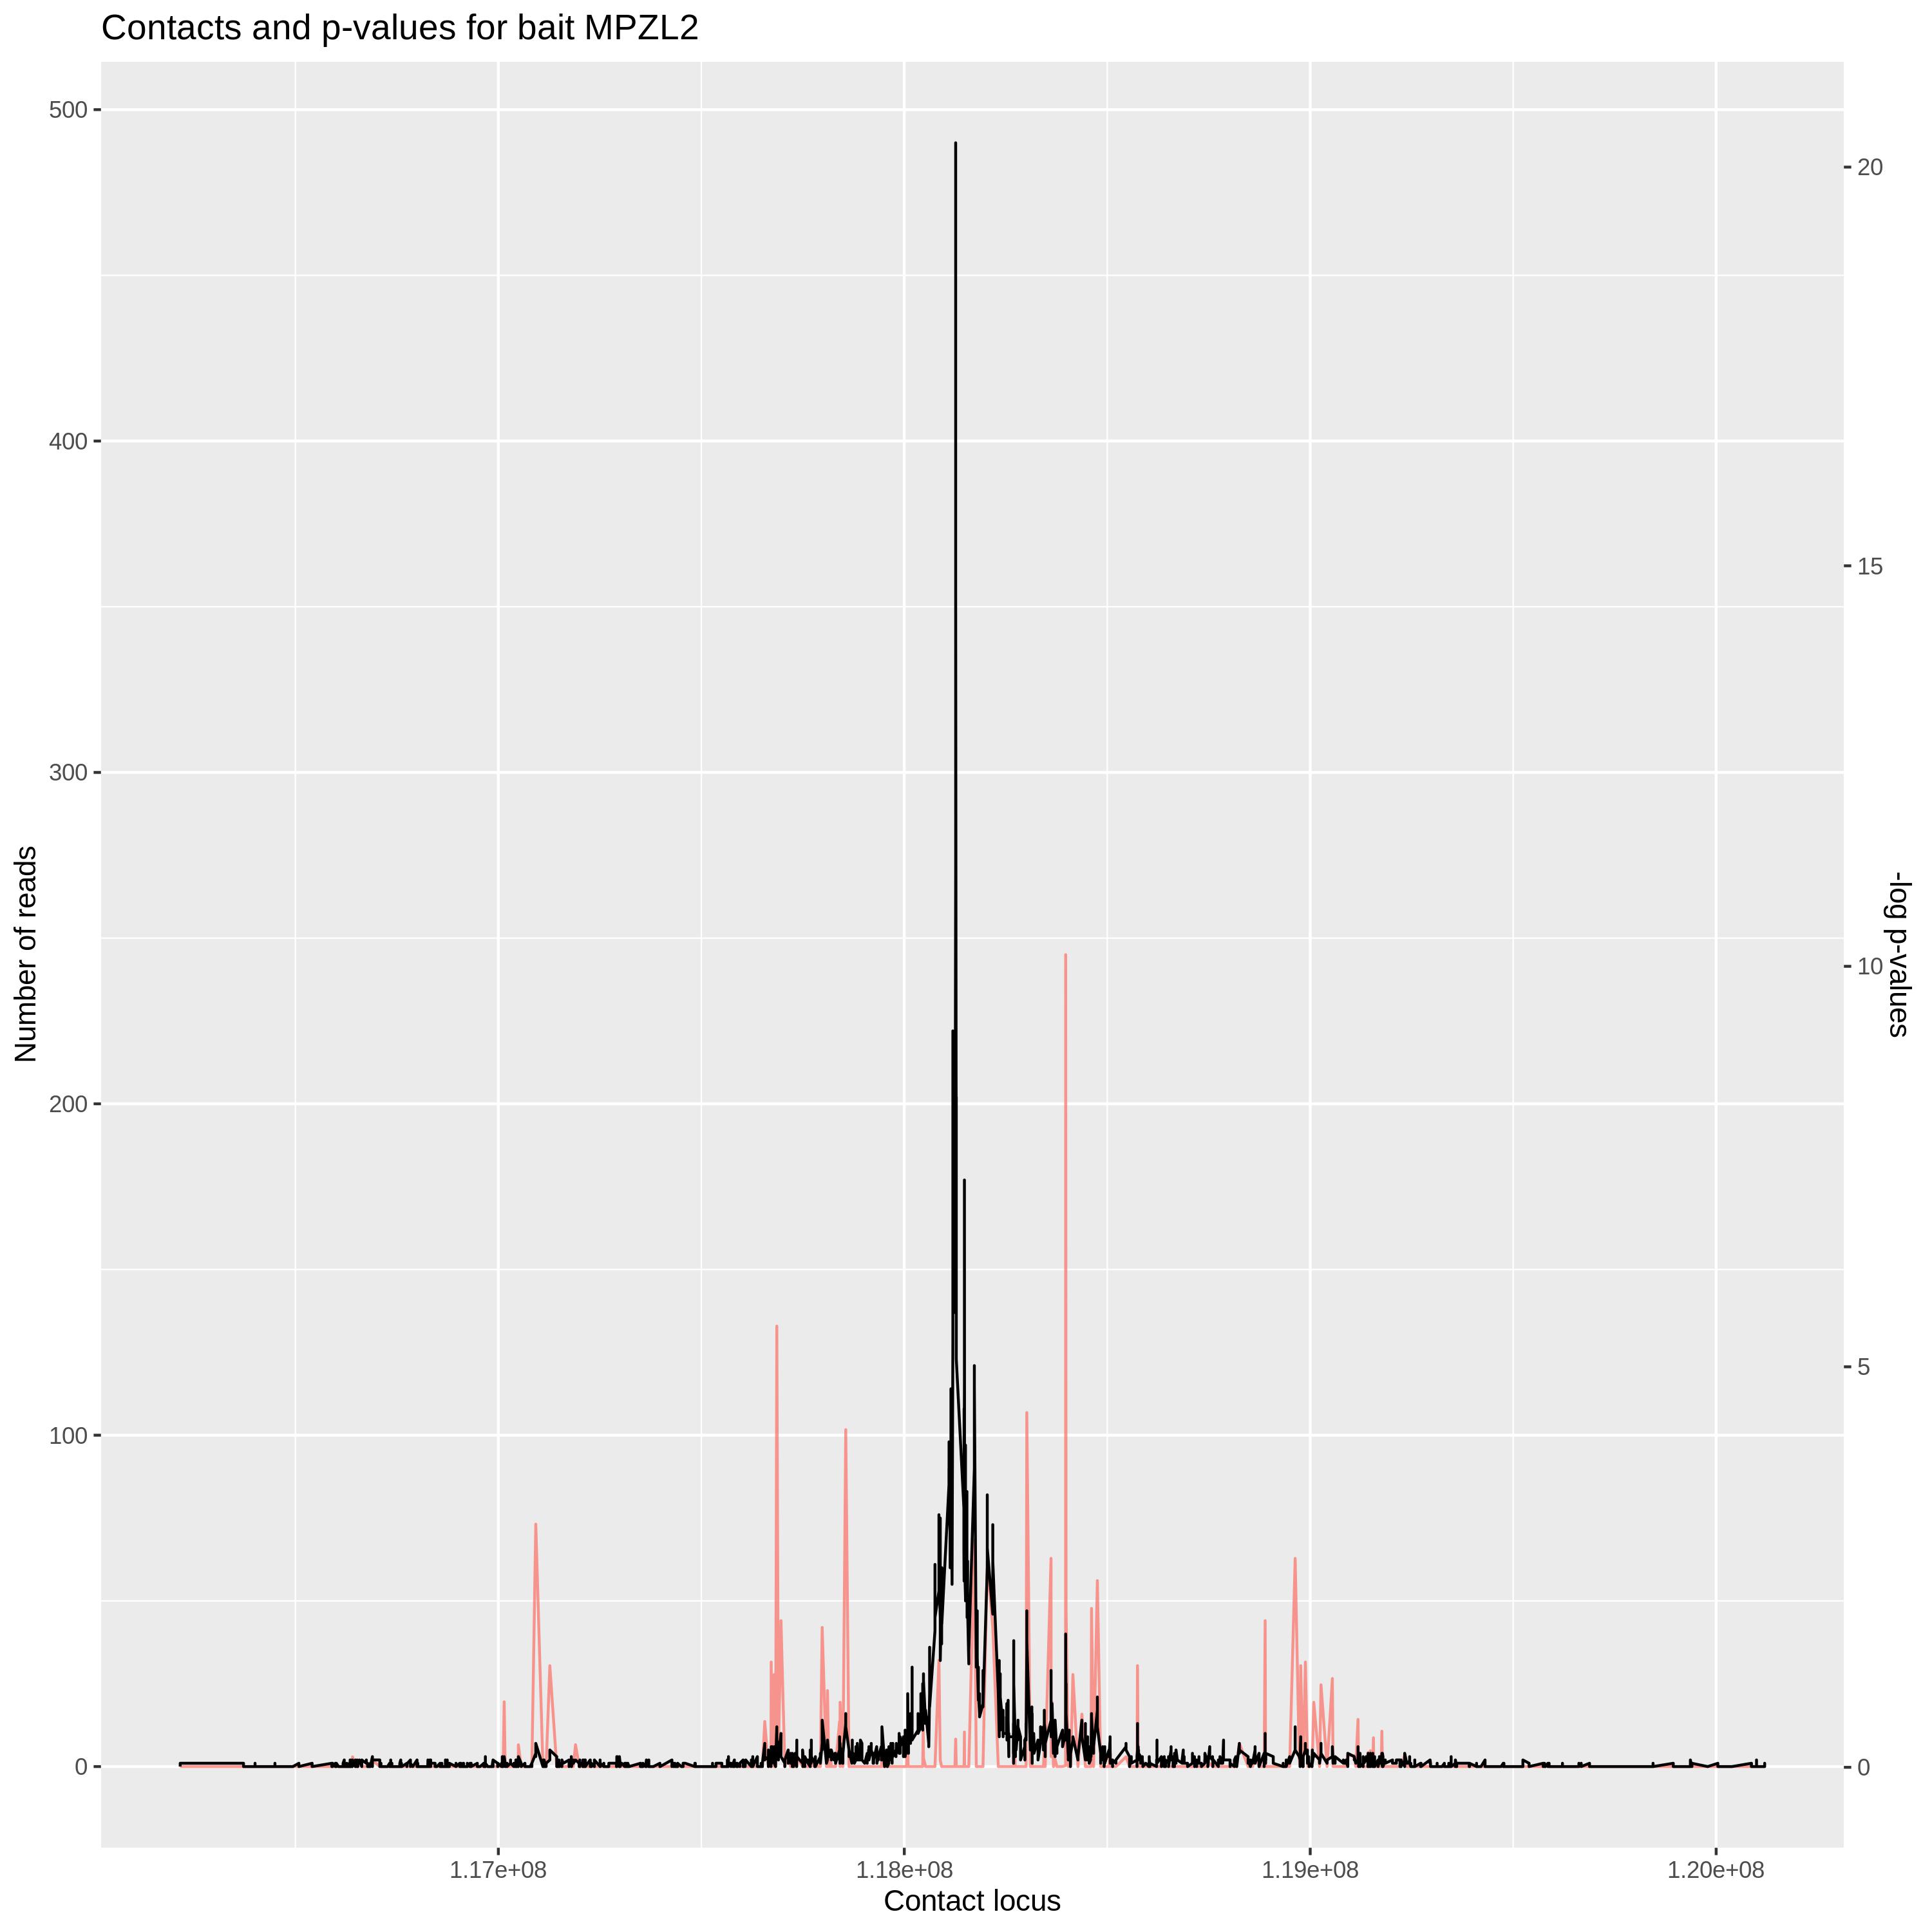 Contacts and p-values for bait MPZL2
500
400
300
200
100
0
Number of reads
20
15
10
5
0
-log p-values
1.17e+08
1.18e+08
1.19e+08
1.20e+08
Contact locus